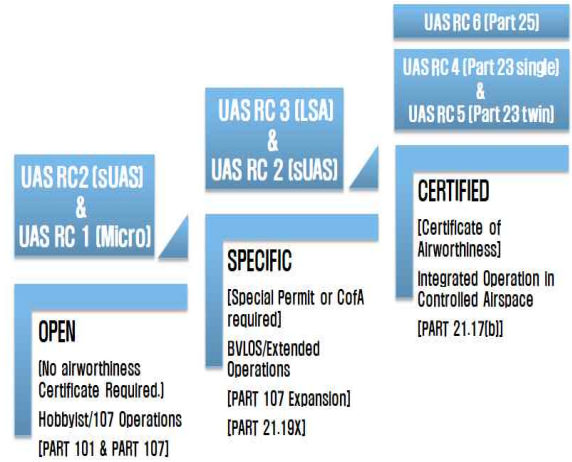 UAS RC 6 (Part 25)
UAS RC 4 (Part 23 single)
&
UAS RC 5 (Part 23 twin)
UAS RC 3 (LSA)
&
UAS RC 2 (sUAS)
UAS RC2 (sUAS)
&
UAS RC 1 (Micro)
CERTIFIED
[Certificate of
Airworthiness]
Integrated Operation in
Controlled Airspace
[PART 21.17(b)]
SPECIFIC
[Special Permit or CofA
required]
BVLOS/Extended
Operations
[PART 107 Expansion]
[PART 21.19X]
OPEN
[No airworthiness
Certificate Required.]
Hobbyist/107 Operations
[PART 101 & PART 107]